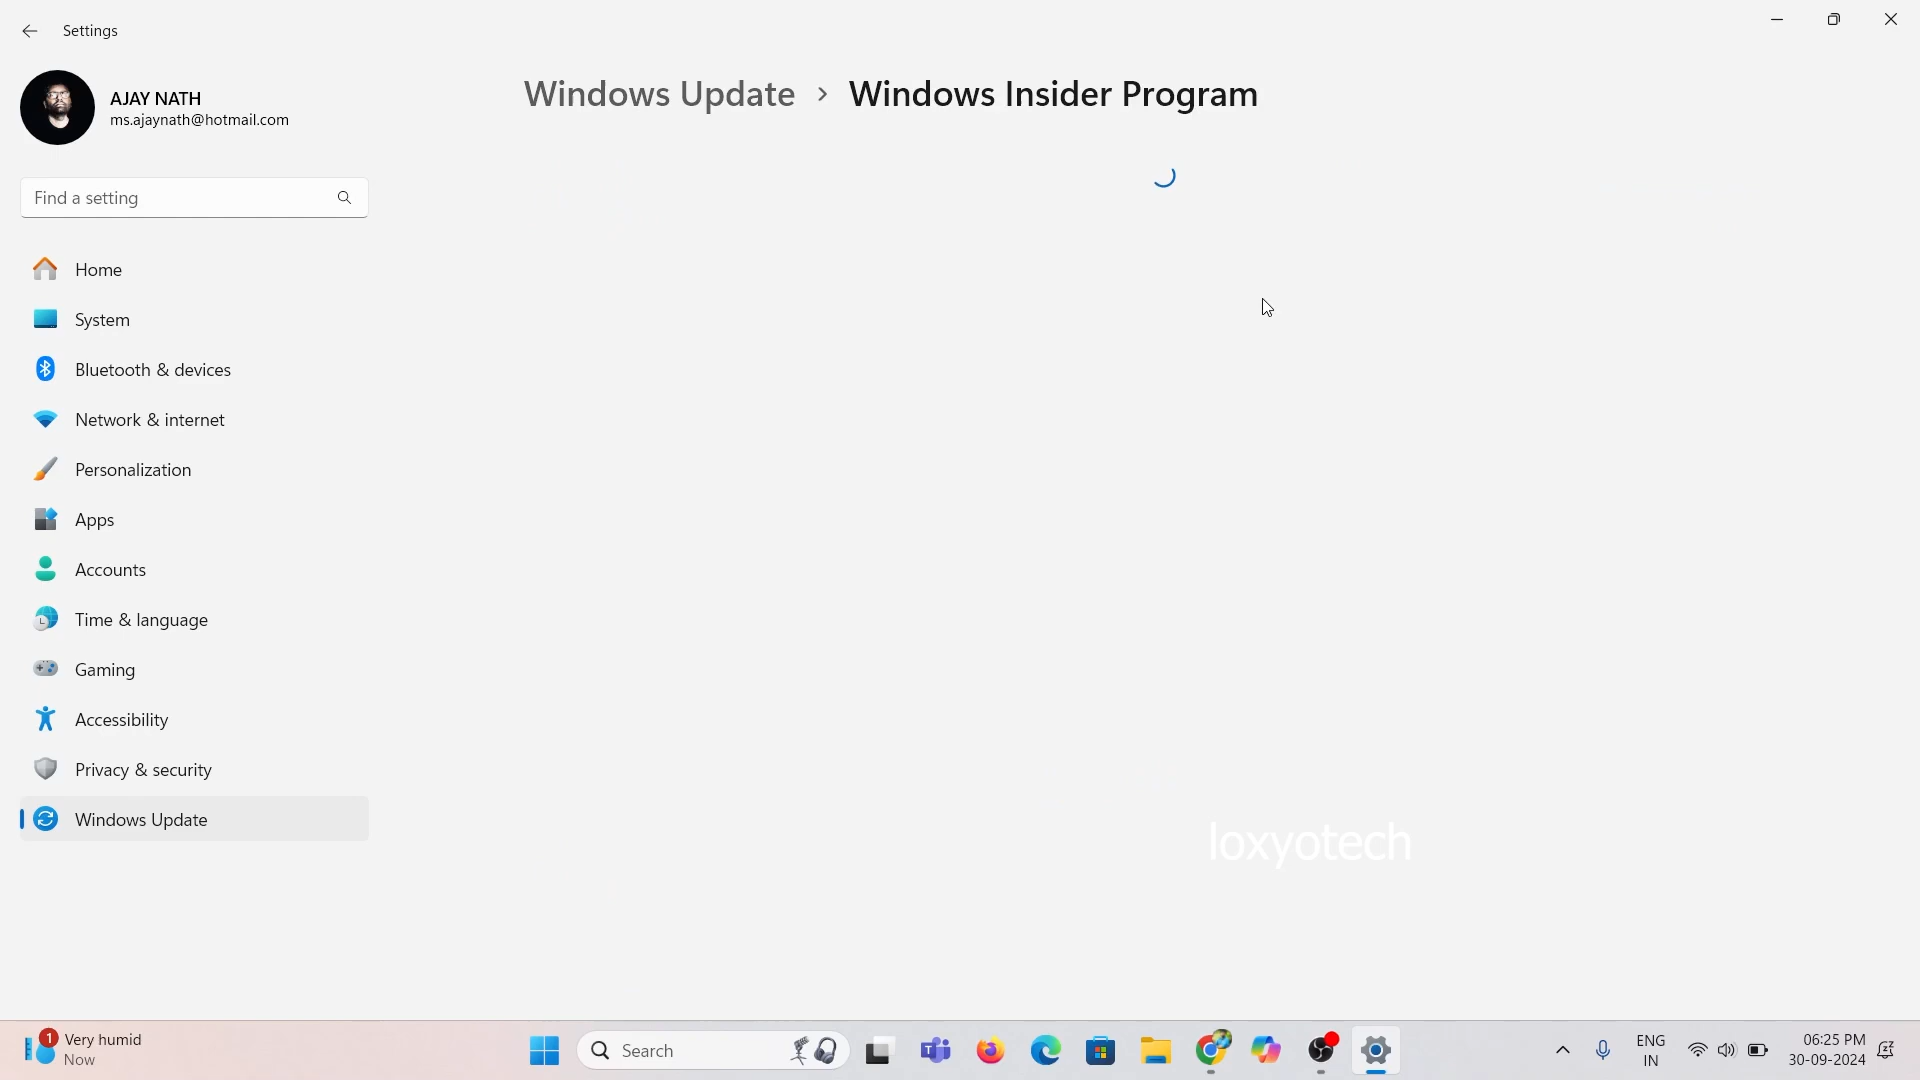 Settings
AJAY NATH
ms.ajaynath@hotmail.com
Find a setting
Home
System
Bluetooth & devices
Network & internet
Personalization
Apps
Accounts
Time & language
Gaming
Accessibility
Privacy & security
Windows Update
Windows Update > Windows Insider Program
loxyotech
1
Very humid
Now
Search
ENG
IN
06:25 PM
30-09-2024